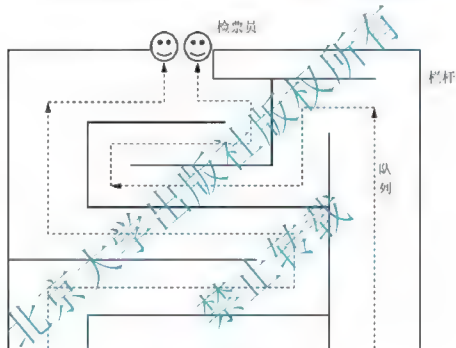 检票员
栏杆
队列
北京大学出版社版权所有
禁止转载